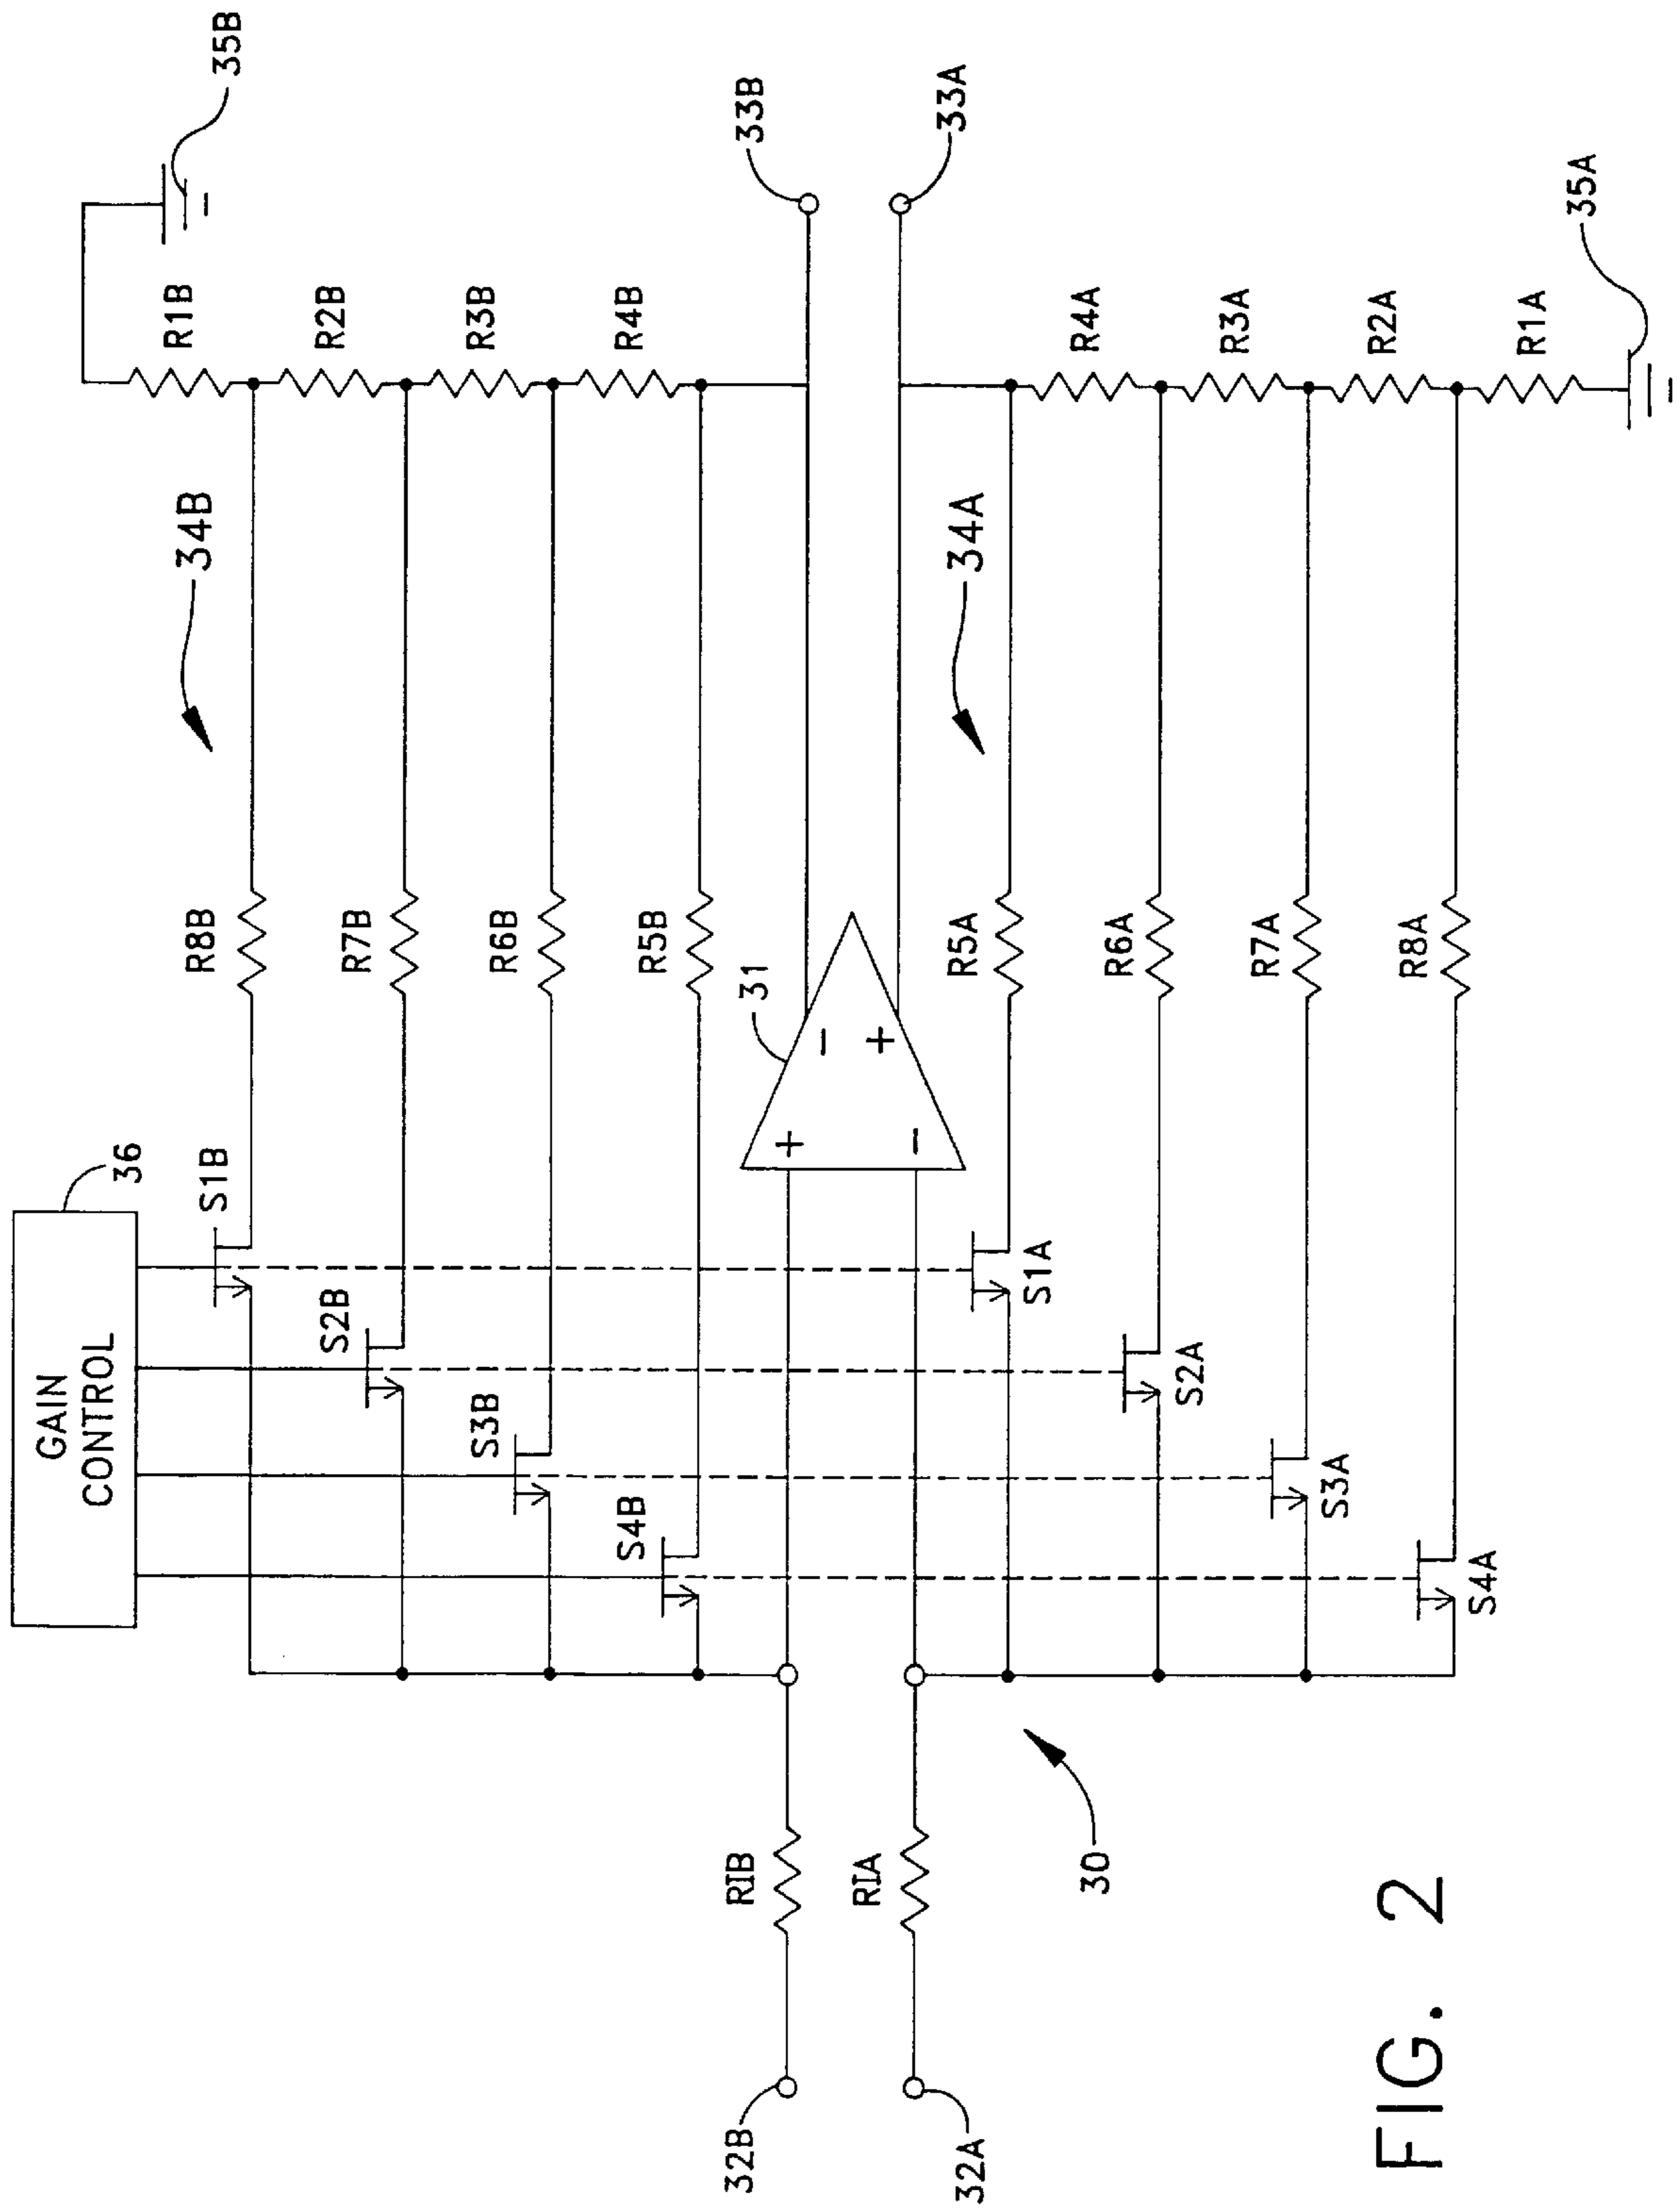 GAIN
CONTROL
36
35B
R1B
R2B
R3B
R4B
34B
R8B
R7B
R6B
R5B
S1B
S2B
S3B
S4B
31
+
−
−
+
33B
33A
RIB
RIA
32B
32A
34A
R5A
R6A
R7A
R8A
R4A
R3A
R2A
R1A
35A
S1A
S2A
S3A
S4A
30
FIG. 2